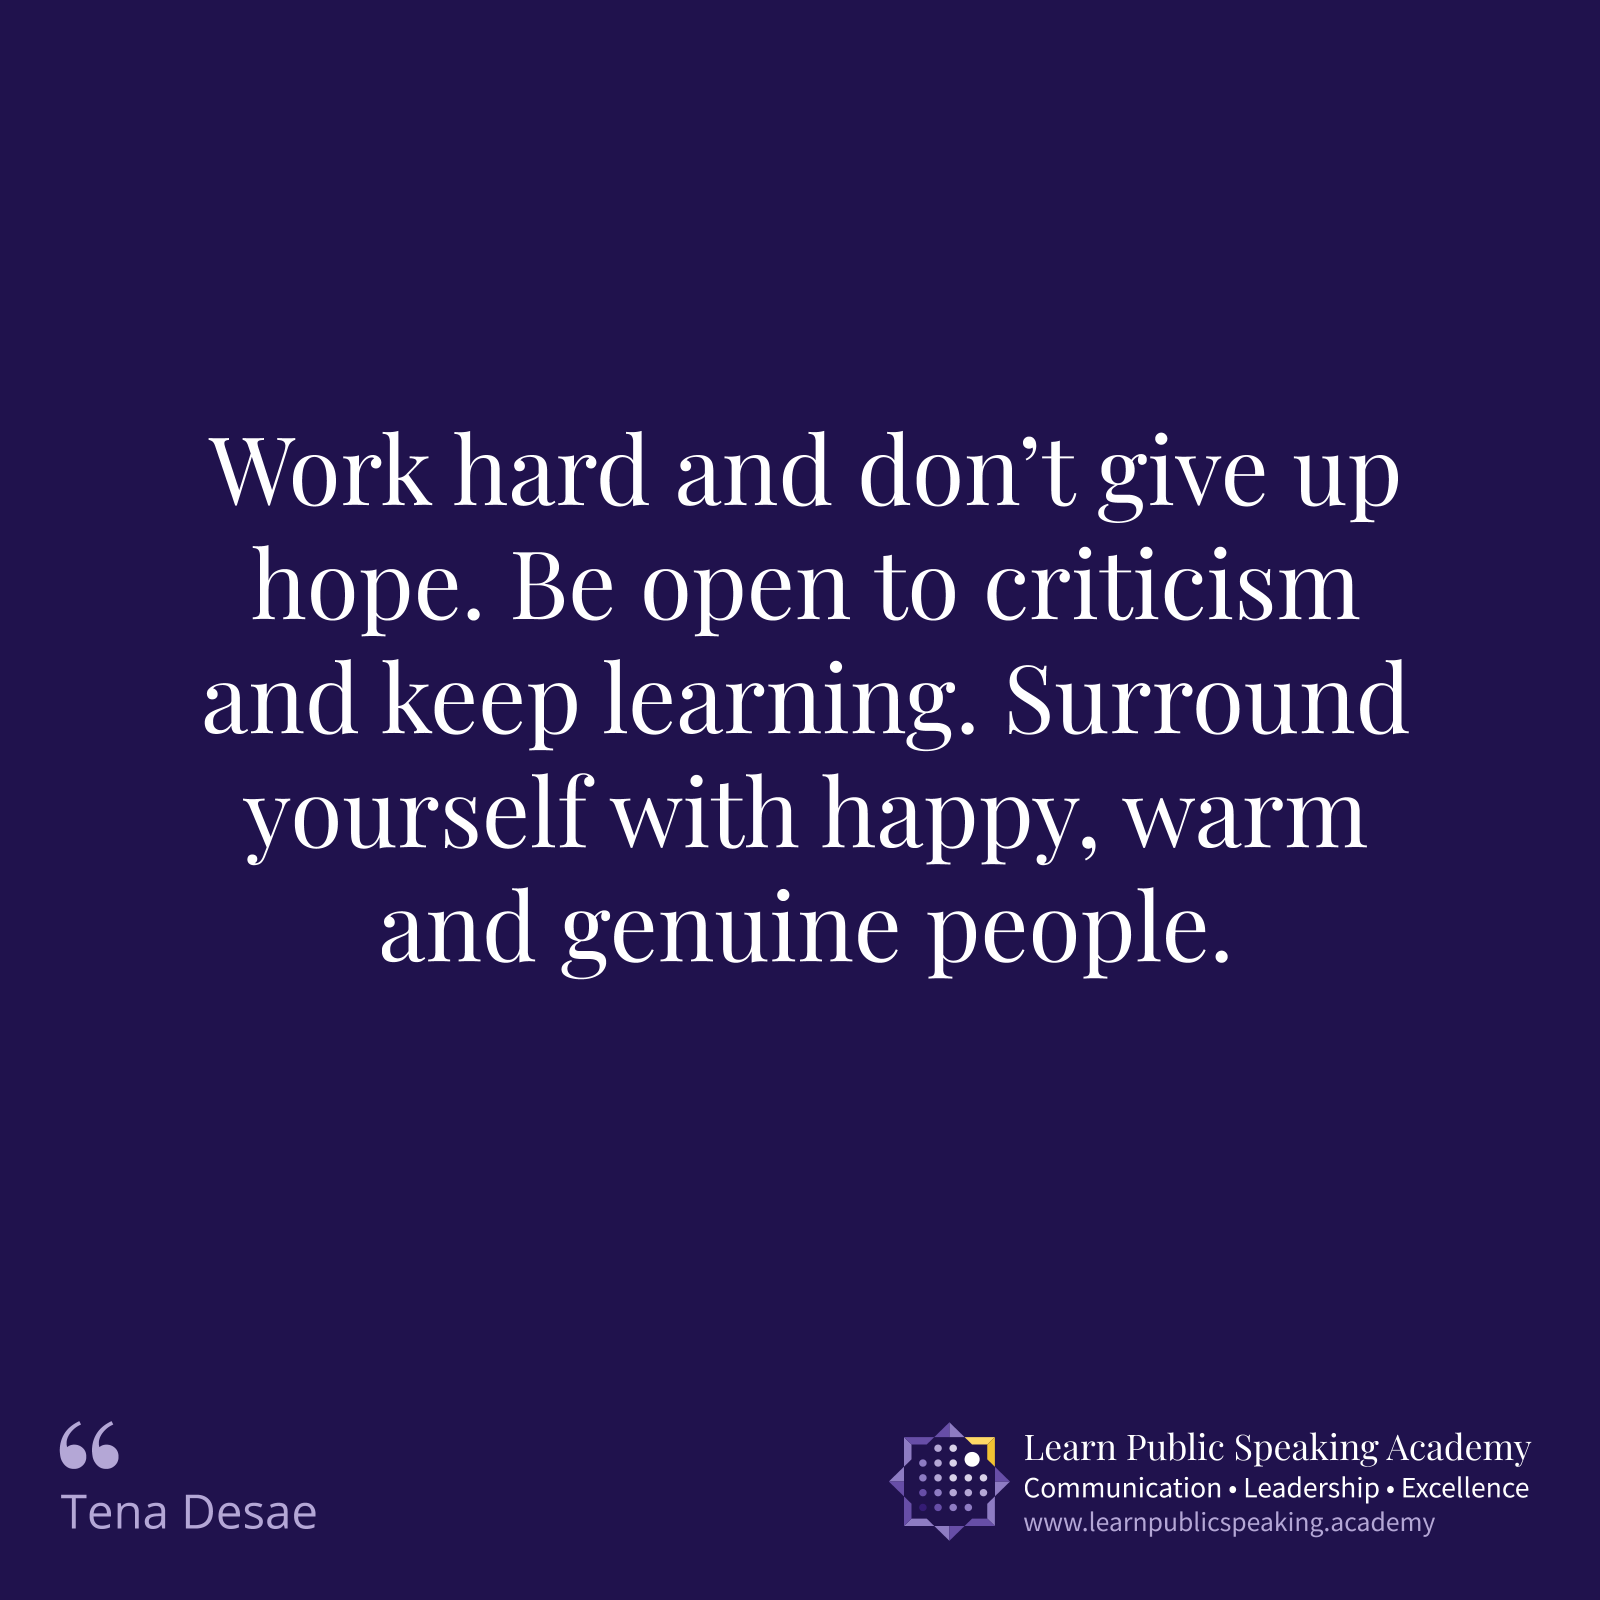 Work hard and don’t give up
hope. Be open to criticism
and keep learning. Surround
yourself with happy, warm
and genuine people.
“
Tena Desae
Learn Public Speaking Academy
Communication • Leadership • Excellence
www.learnpublicspeaking.academy